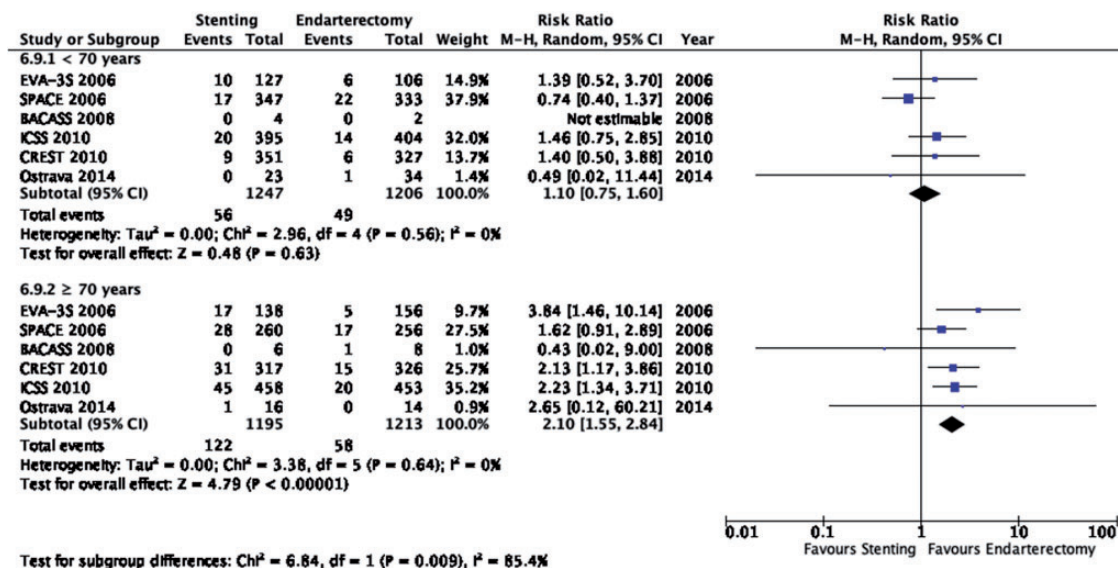 Stenting Endarterectomy Risk Ratio Risk Ratio
Study or Subgroup Events Total Events Total Weight M-H, Random, 95% CI Year M-H, Random, 95% CI
6.9.1 < 70 years
EVA-3S 2006 10 127 6 106 14.9% 1.39 [0.52, 3.70] 2006
SPACE 2006 17 347 22 333 37.9% 0.74 [0.40, 1.37] 2006
BACASS 2008 0 4 0 2 Not estimable 2008
ICSS 2010 20 395 14 404 32.0% 1.46 [0.75, 2.85] 2010
CREST 2010 9 351 6 327 13.7% 1.40 [0.50, 3.88] 2010
Ostrava 2014 0 23 1 34 1.4% 0.49 [0.02, 11.44] 2014
Subtotal (95% CI) 1247 1206 100.0% 1.10 [0.75, 1.60]
Total events 56 49
Heterogeneity: Tau² = 0.00; Chi² = 2.96, df = 4 (P = 0.56); I² = 0%
Test for overall effect: Z = 0.48 (P = 0.63)
6.9.2 ≥ 70 years
EVA-3S 2006 17 138 5 156 9.7% 3.84 [1.46, 10.14] 2006
SPACE 2006 28 260 17 256 27.5% 1.62 [0.91, 2.89] 2006
BACASS 2008 0 6 1 8 1.0% 0.43 [0.02, 9.00] 2008
CREST 2010 31 317 15 326 25.7% 2.13 [1.17, 3.86] 2010
ICSS 2010 45 458 20 453 35.2% 2.23 [1.34, 3.71] 2010
Ostrava 2014 1 16 0 14 0.9% 2.65 [0.12, 60.21] 2014
Subtotal (95% CI) 1195 1213 100.0% 2.10 [1.55, 2.84]
Total events 122 58
Heterogeneity: Tau² = 0.00; Chi² = 3.38, df = 5 (P = 0.64); I² = 0%
Test for overall effect: Z = 4.79 (P < 0.00001)
0.01 0.1 1 10 100
Favours Stenting Favours Endarterectomy
Test for subgroup differences: Chi² = 6.84, df = 1 (P = 0.009), I² = 85.4%